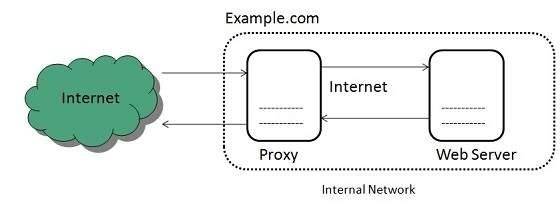 Example.com
Internet
Internet
Proxy
Web Server
Internal Network